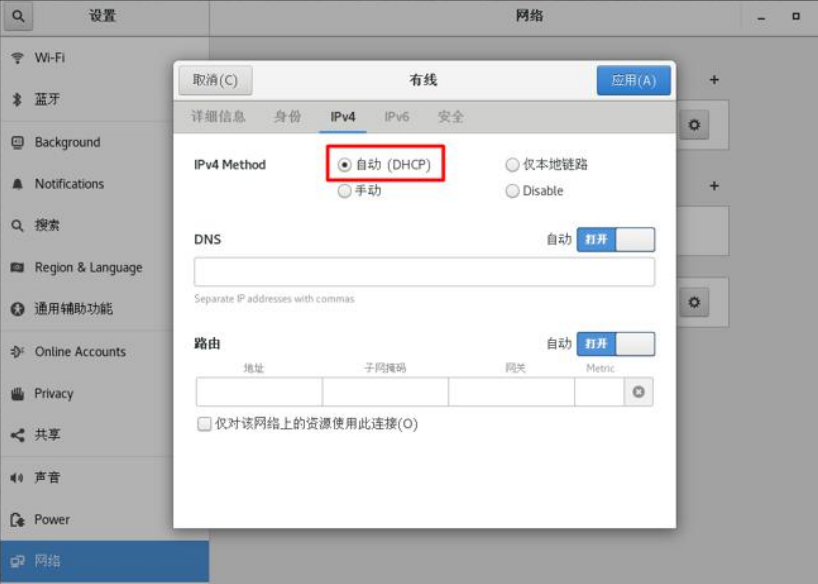 设置
网络
Wi-Fi
蓝牙
Background
Notifications
搜索
Region & Language
通用辅助功能
Online Accounts
Privacy
共享
声音
Power
网络
取消(C)
有线
应用(A)
详细信息 身份 IPv4 IPv6 安全
IPv4 Method
自动 (DHCP)
仅本地链路
手动
Disable
DNS
自动 打开
Separate IP addresses with commas
路由
自动 打开
地址 子网掩码 网关 Metric
仅对该网络上的资源使用此连接(O)